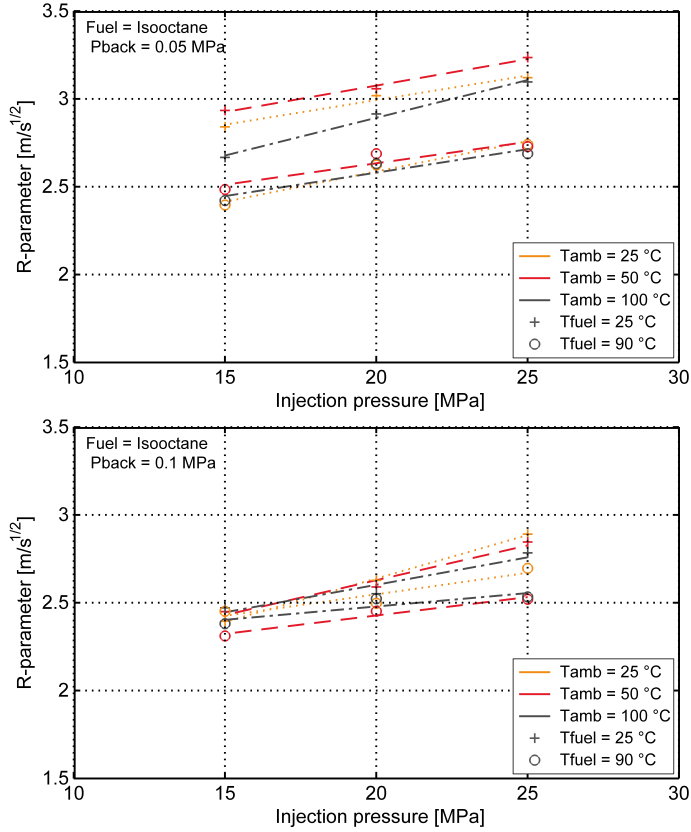 3.5
Fuel = Isooctane
Pback = 0.05 MPa
3
R-parameter [m/s1/2]
2.5
2
Tamb = 25 °C
Tamb = 50 °C
Tamb = 100 °C
Tfuel = 25 °C
Tfuel = 90 °C
1.5
10 15 20 25 30
Injection pressure [MPa]
3.5
Fuel = Isooctane
Pback = 0.1 MPa
3
R-parameter [m/s1/2]
2.5
2
Tamb = 25 °C
Tamb = 50 °C
Tamb = 100 °C
Tfuel = 25 °C
Tfuel = 90 °C
1.5
10 15 20 25 30
Injection pressure [MPa]